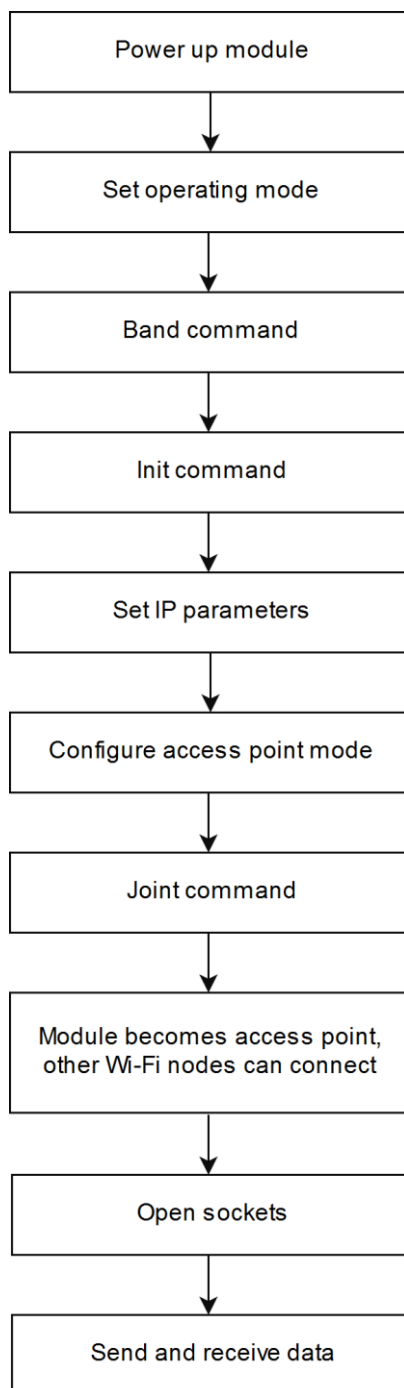 Power up module
Set operating mode
Band command
Init command
Set IP parameters
Configure access point mode
Joint command
Module becomes access point,
other Wi-Fi nodes can connect
Open sockets
Send and receive data